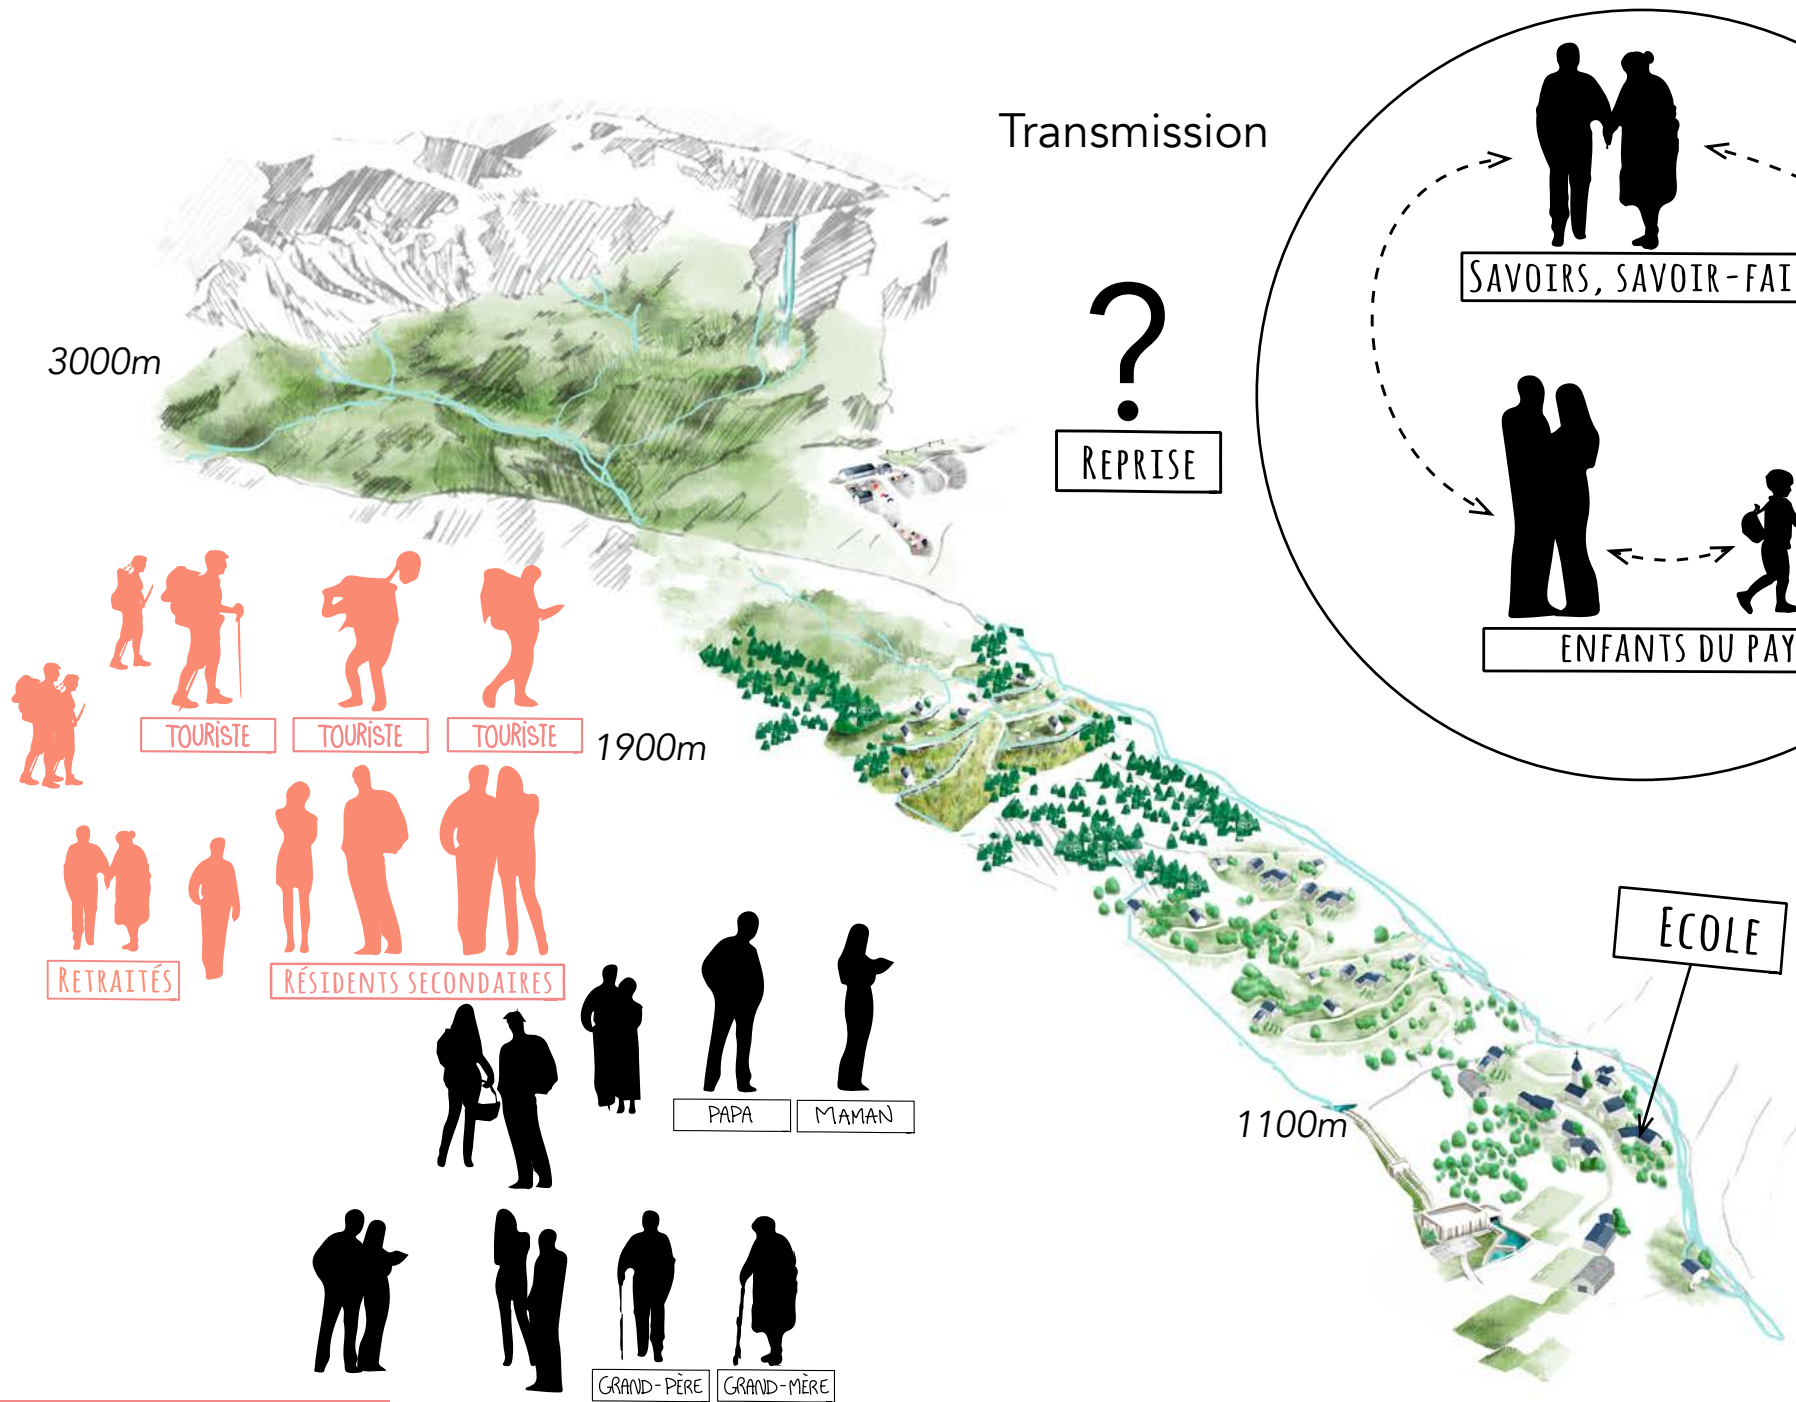 Transmission
SAVOIRS, SAVOIR-FAI
3000m
?
REPRISE
ENFANTS DU PAY
TOURISTE
TOURISTE
TOURISTE
1900m
ECOLE
RETRAITÉS
RÉSIDENTS SECONDAIRES
PAPA
MAMAN
1100m
GRAND-PÈRE
GRAND-MÈRE